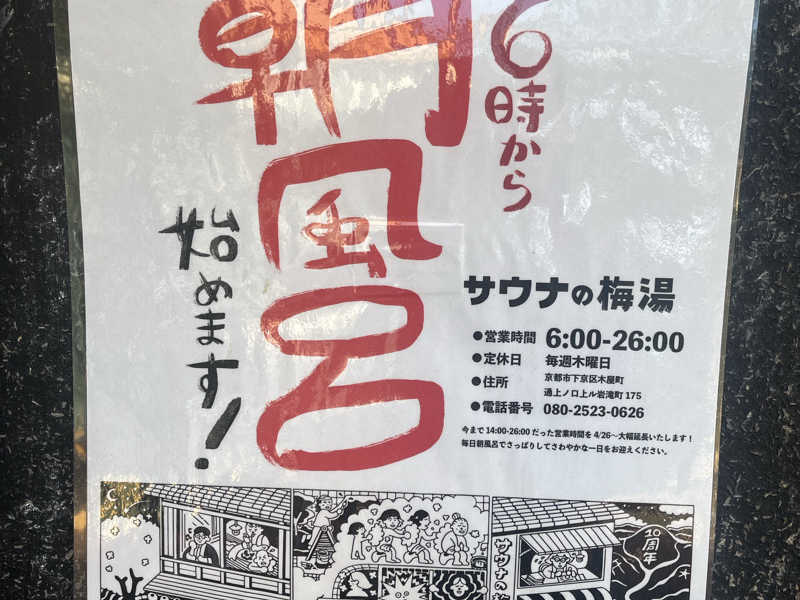 6時から
朝風呂
始めます!
サウナの梅湯
●営業時間 6:00-26:00
●定休日 毎週木曜日
●住所 京都市下京区木屋町
通上ノ口上ル岩滝町175
●電話番号 080-2523-0626
今まで14:00-26:00だった営業時間を4/26〜大幅延長いたします!
毎日朝風呂でさっぱりしてさわやかな一日をお迎えください。
サウナの梅
10周年